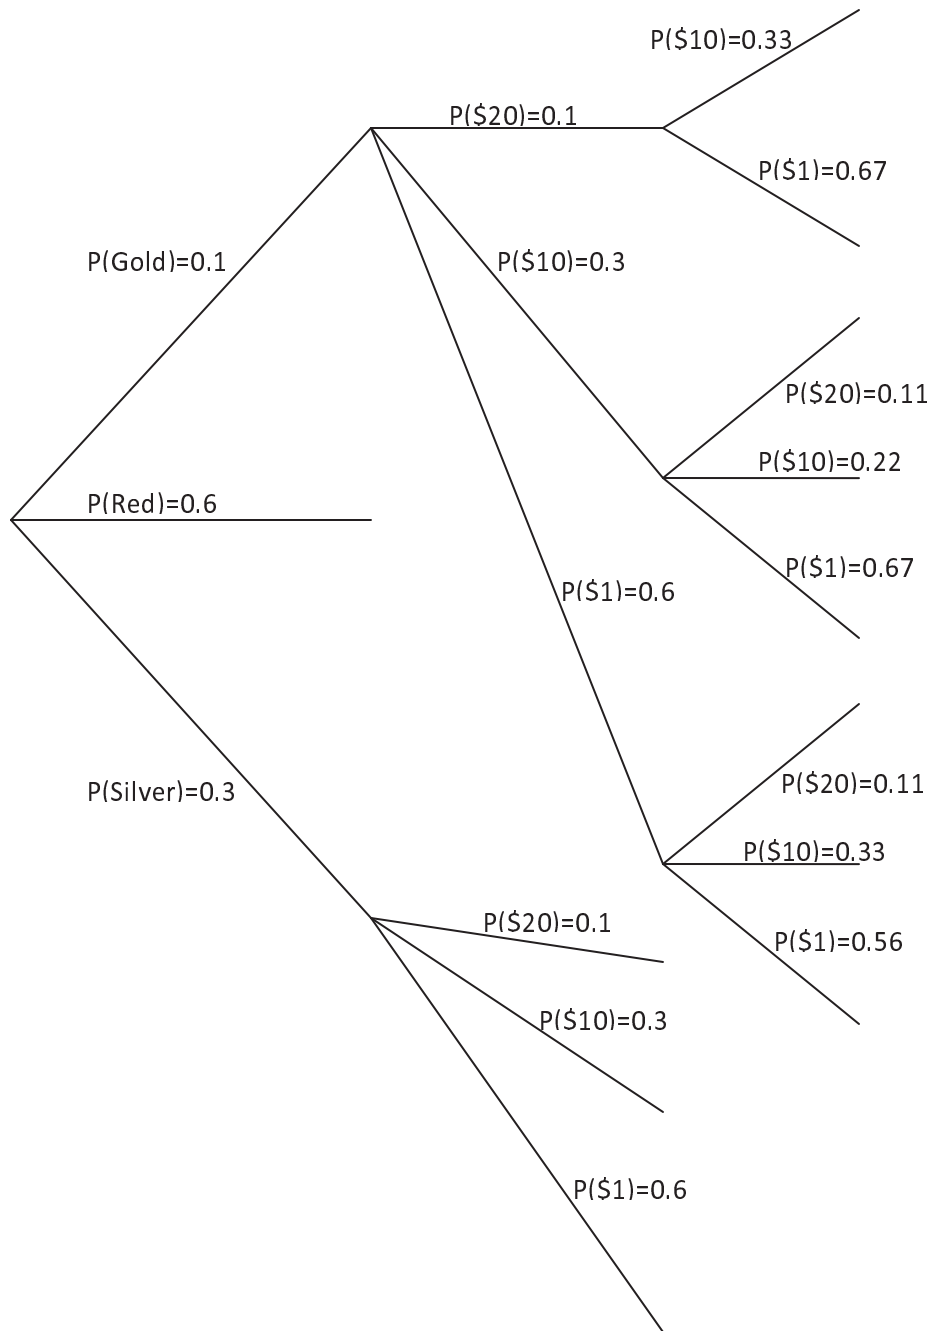 P($10)=0.33
P($20)=0.1
P($1)=0.67
P(Gold)=0.1
P($10)=0.3
P($20)=0.11
P($10)=0.22
P(Red)=0.6
P($1)=0.67
P($1)=0.6
P($20)=0.11
P(Silver)=0.3
P($10)=0.33
P($20)=0.1
P($1)=0.56
P($10)=0.3
P($1)=0.6